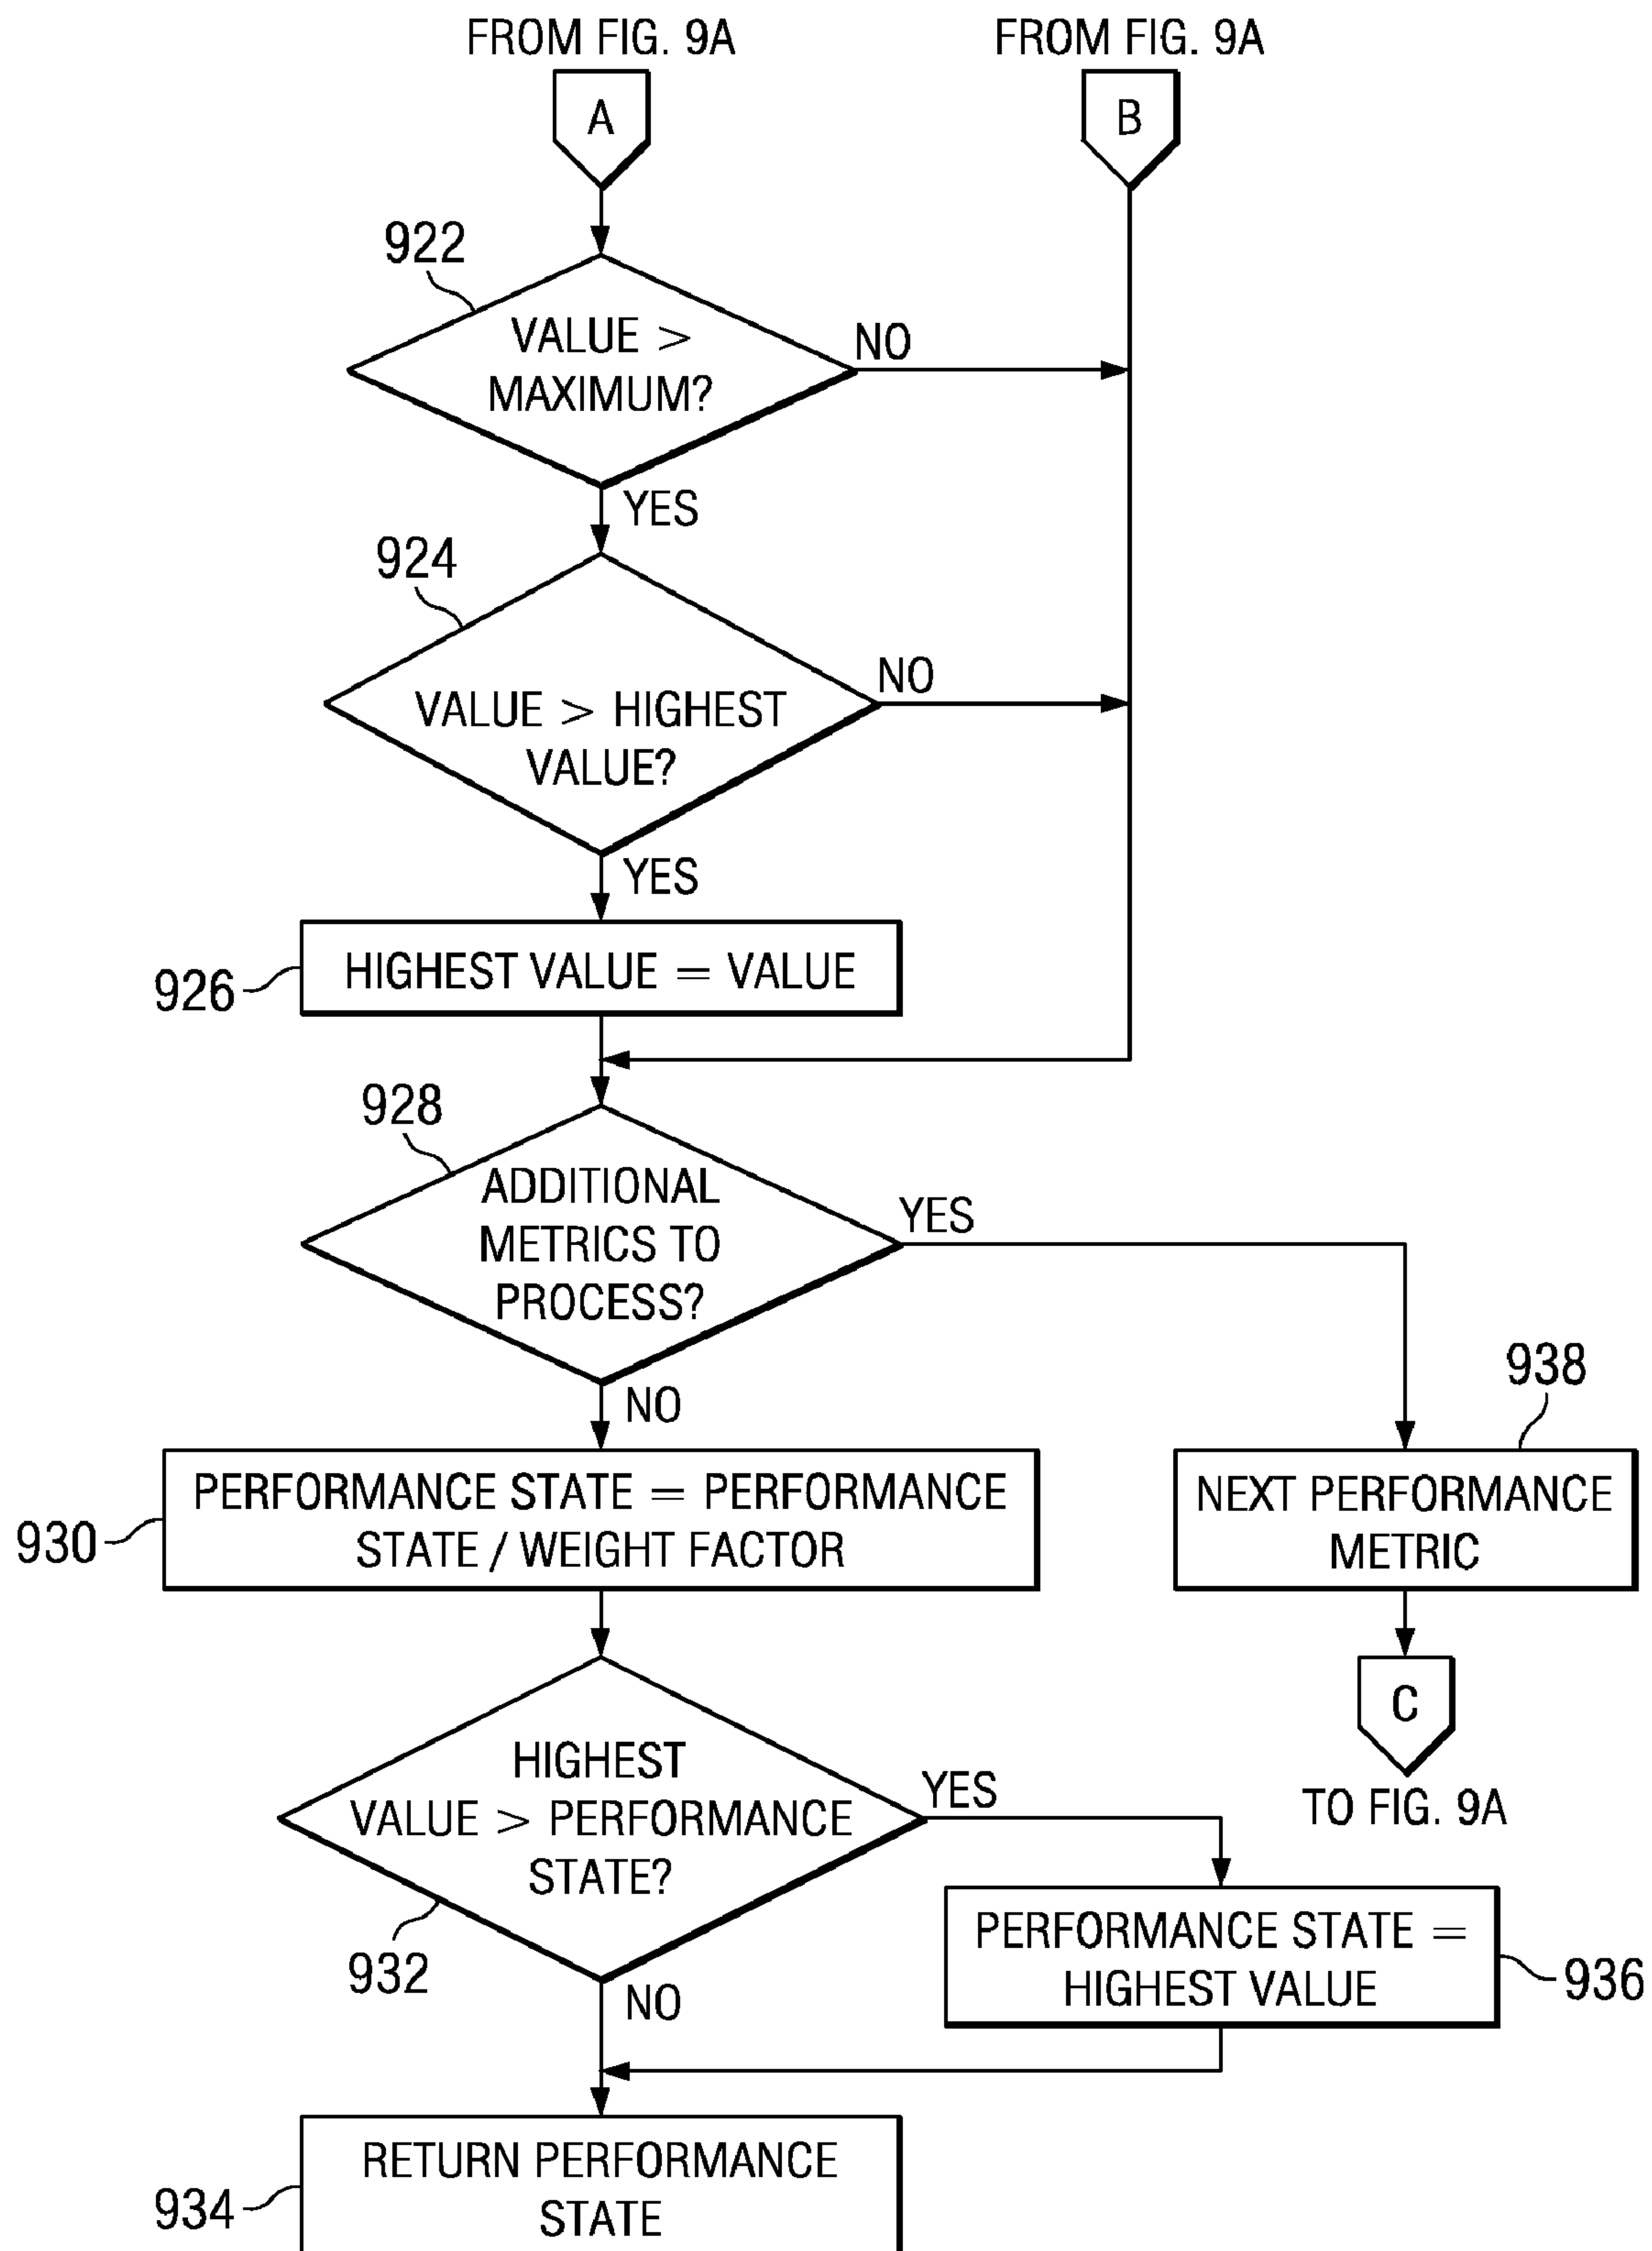 FROM FIG. 9A
FROM FIG. 9A
A
B
922
VALUE >
MAXIMUM?
NO
YES
924
VALUE > HIGHEST
VALUE?
NO
YES
926
HIGHEST VALUE = VALUE
928
ADDITIONAL
METRICS TO
PROCESS?
YES
NO
938
930
PERFORMANCE STATE = PERFORMANCE
STATE / WEIGHT FACTOR
NEXT PERFORMANCE
METRIC
C
TO FIG. 9A
HIGHEST
VALUE > PERFORMANCE
STATE?
YES
932
NO
PERFORMANCE STATE =
HIGHEST VALUE
936
934
RETURN PERFORMANCE
STATE